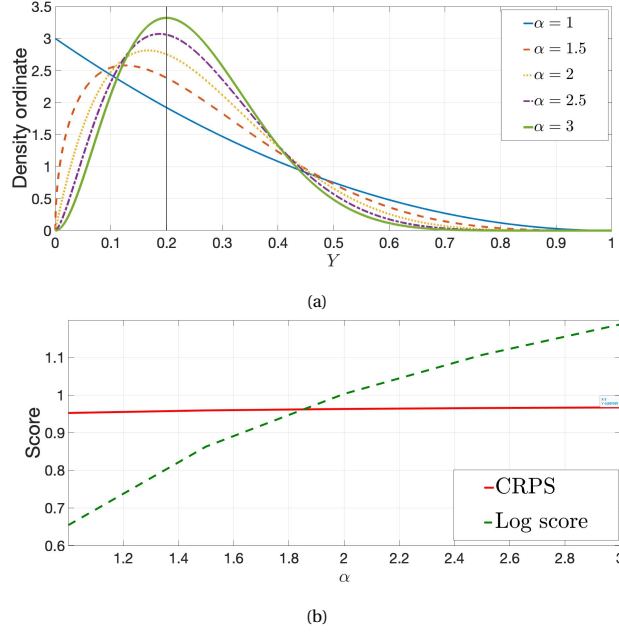 3.5
3
2.5
2
1.5
1
0.5
0
Density ordinate
0 0.1 0.2 0.3 0.4 0.5 0.6 0.7 0.8 0.9 1
Y
α = 1
α = 1.5
α = 2
α = 2.5
α = 3
(a)
1.1
1
0.9
0.8
0.7
0.6
Score
1.2 1.4 1.6 1.8 2 2.2 2.4 2.6 2.8 3
α
CRPS
Log score
(b)